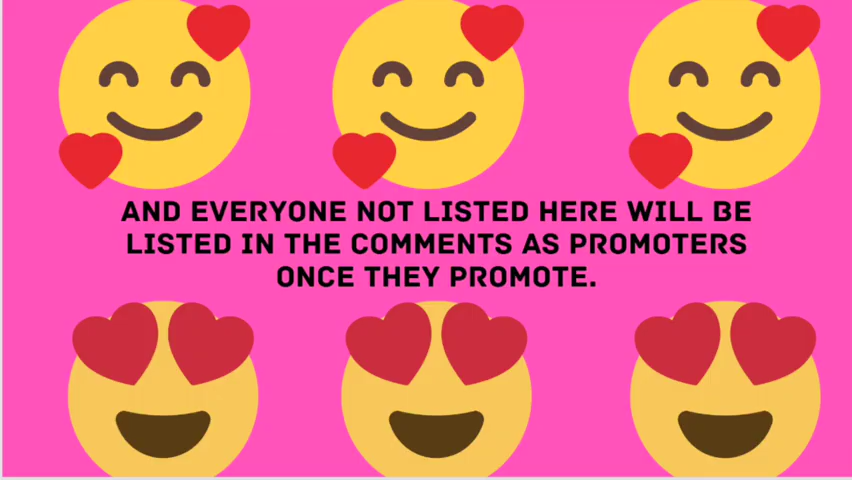 AND EVERYONE NOT LISTED HERE WILL BE
LISTED IN THE COMMENTS AS PROMOTERS
ONCE THEY PROMOTE.